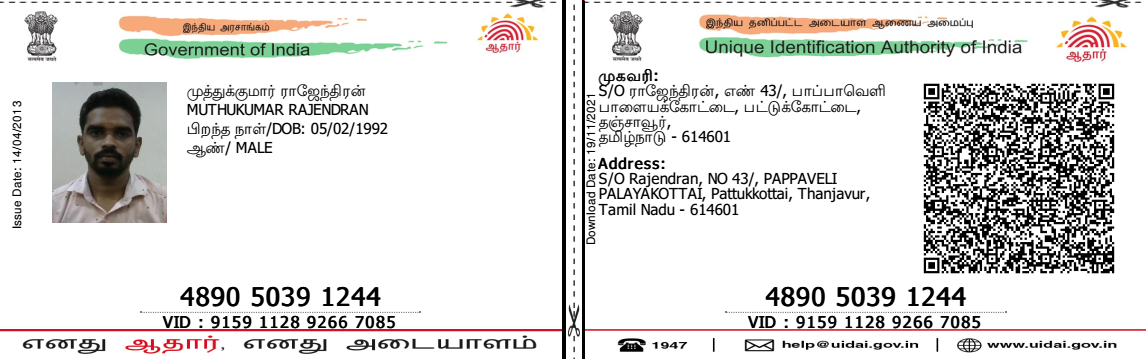 இந்திய அரசாங்கம்
Government of India
ஆதார்
Issue Date: 14/04/2013
முத்துக்குமார் ராஜேந்திரன்
MUTHUKUMAR RAJENDRAN
பிறந்த நாள்/DOB: 05/02/1992
ஆண்/ MALE
4890 5039 1244
VID : 9159 1128 9266 7085
எனது ஆதார், எனது அடையாளம்
இந்திய தனிப்பட்ட அடையாள ஆணைய அமைப்பு
Unique Identification Authority of India
ஆதார்
Download Date: 19/11/2021
முகவரி:
S/O ராஜேந்திரன், எண் 43/, பாப்பாவெளி
பாளையக்கோட்டை, பட்டுக்கோட்டை,
தஞ்சாவூர்,
தமிழ்நாடு - 614601
Address:
S/O Rajendran, NO 43/, PAPPAVELI
PALAYAKOTTAI, Pattukkottai, Thanjavur,
Tamil Nadu - 614601
4890 5039 1244
VID : 9159 1128 9266 7085
1947 | help@uidai.gov.in | www.uidai.gov.in